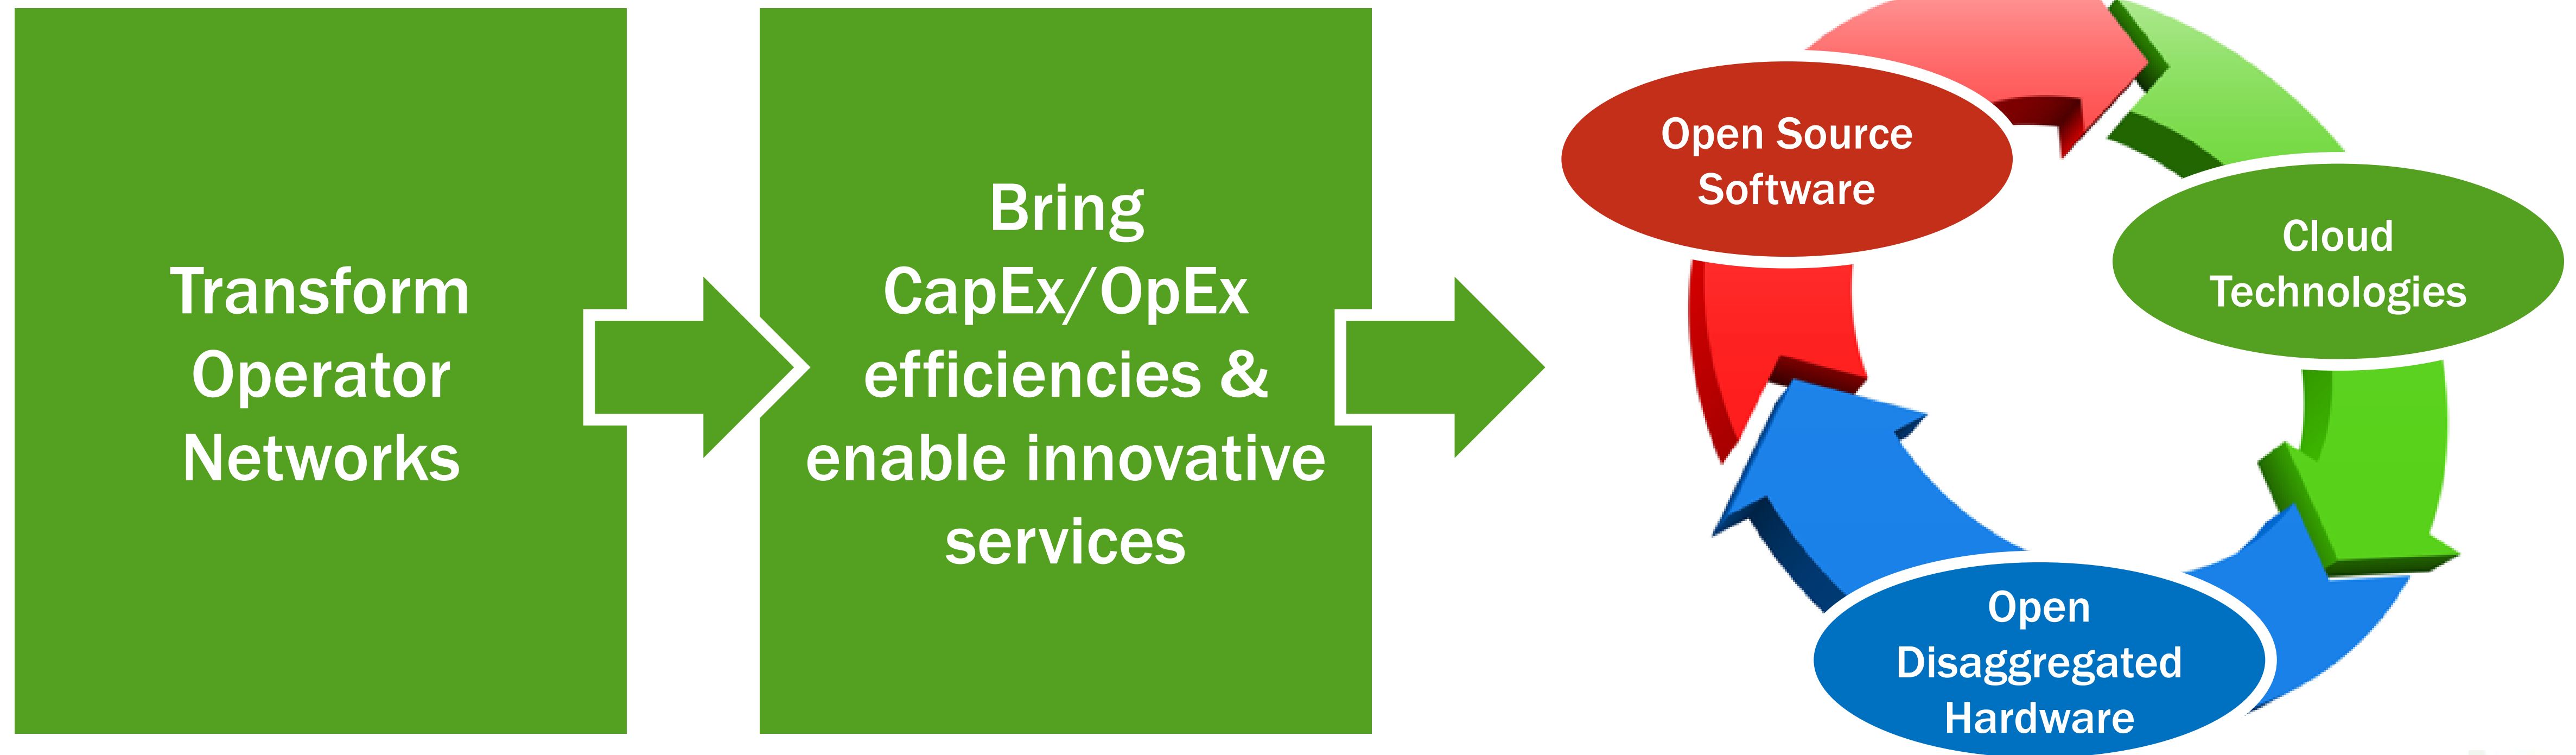 Transform
Operator
Networks
Bring
CapEx/OpEx
efficiencies &
enable innovative
services
Open Source
Software
Cloud
Technologies
Open
Disaggregated
Hardware